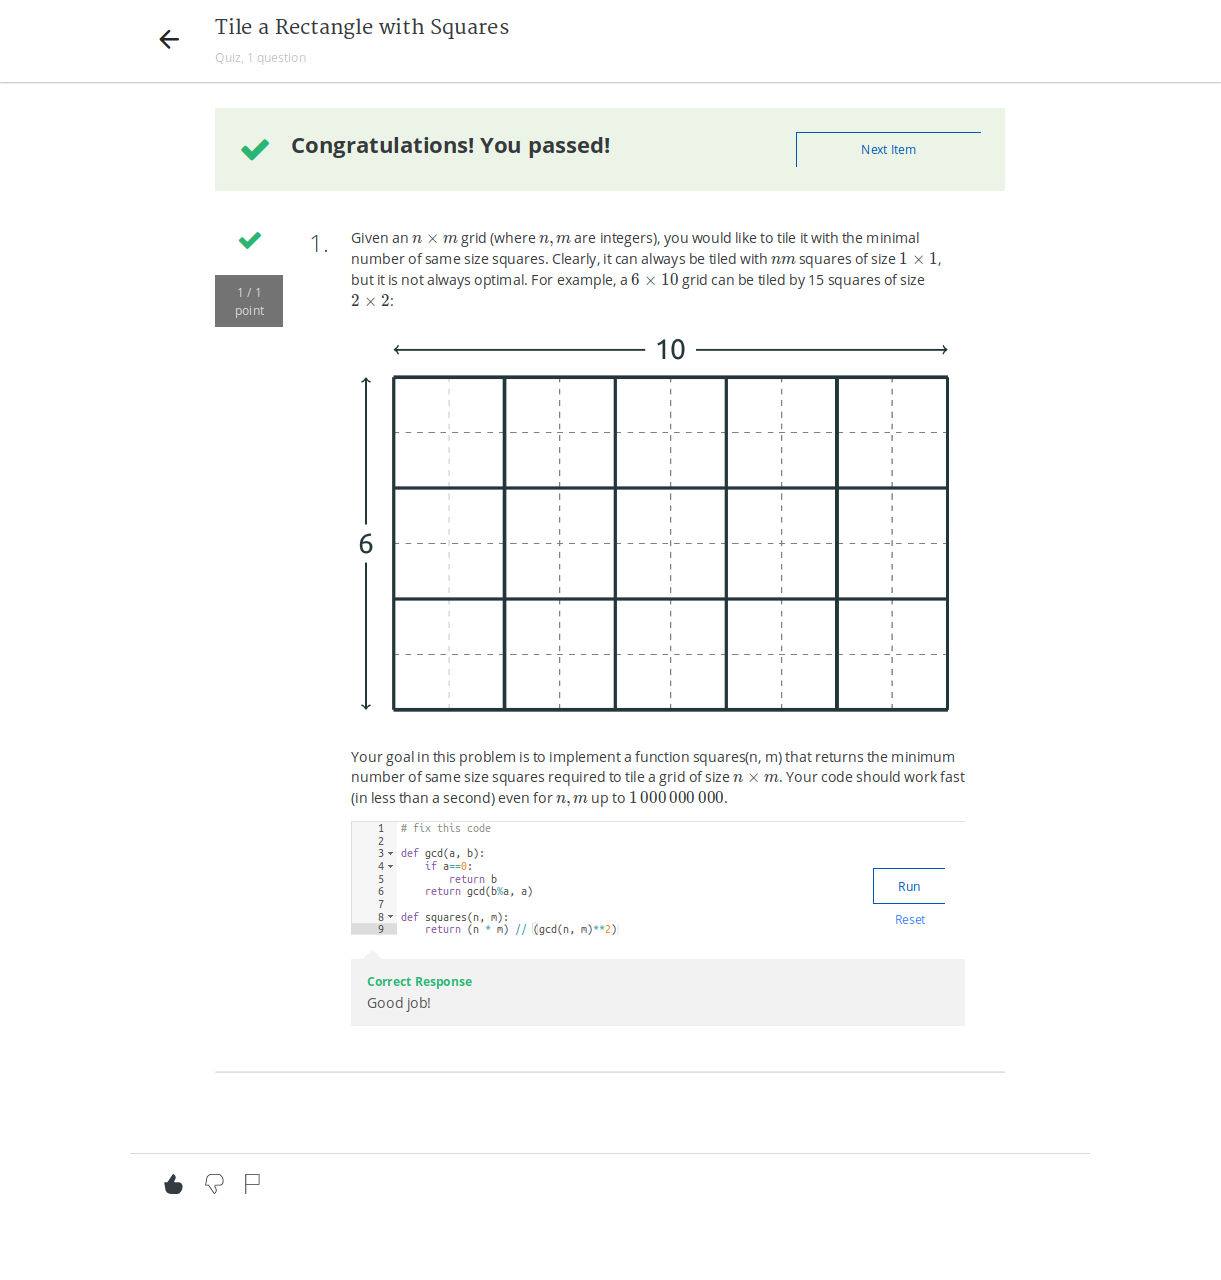 Tile a Rectangle with Squares
Quiz, 1 question
Congratulations! You passed!
Next Item
1 / 1
point
1.
Given an n × m grid (where n, m are integers), you would like to tile it with the minimal
number of same size squares. Clearly, it can always be tiled with nm squares of size 1 × 1,
but it is not always optimal. For example, a 6 × 10 grid can be tiled by 15 squares of size
2 × 2:
10
6
Your goal in this problem is to implement a function squares(n, m) that returns the minimum
number of same size squares required to tile a grid of size n × m. Your code should work fast
(in less than a second) even for n, m up to 1 000 000 000.
1 # fix this code
2
3 def gcd(a, b):
4     if a==0:
5         return b
6     return gcd(b%a, a)
7
8 def squares(n, m):
9     return (n * m) // (gcd(n, m)**2)
Run
Reset
Correct Response
Good job!